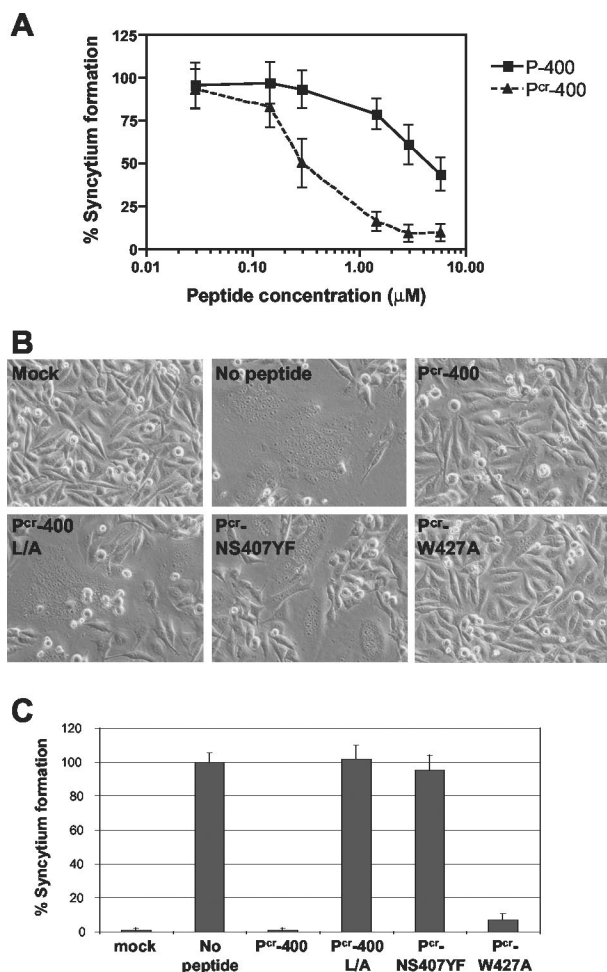 A
125
100
75
50
25
0
% Syncytium formation
0.01 0.10 1.00 10.00
Peptide concentration (μM)
P-400
Pcr-400
B
Mock
No peptide
Pcr-400
Pcr-400
L/A
Pcr-
NS407YF
Pcr-
W427A
C
120
100
80
60
40
20
0
% Syncytium formation
mock
No
peptide
Pcr-400
Pcr-400
L/A
Pcr-
NS407YF
Pcr-
W427A